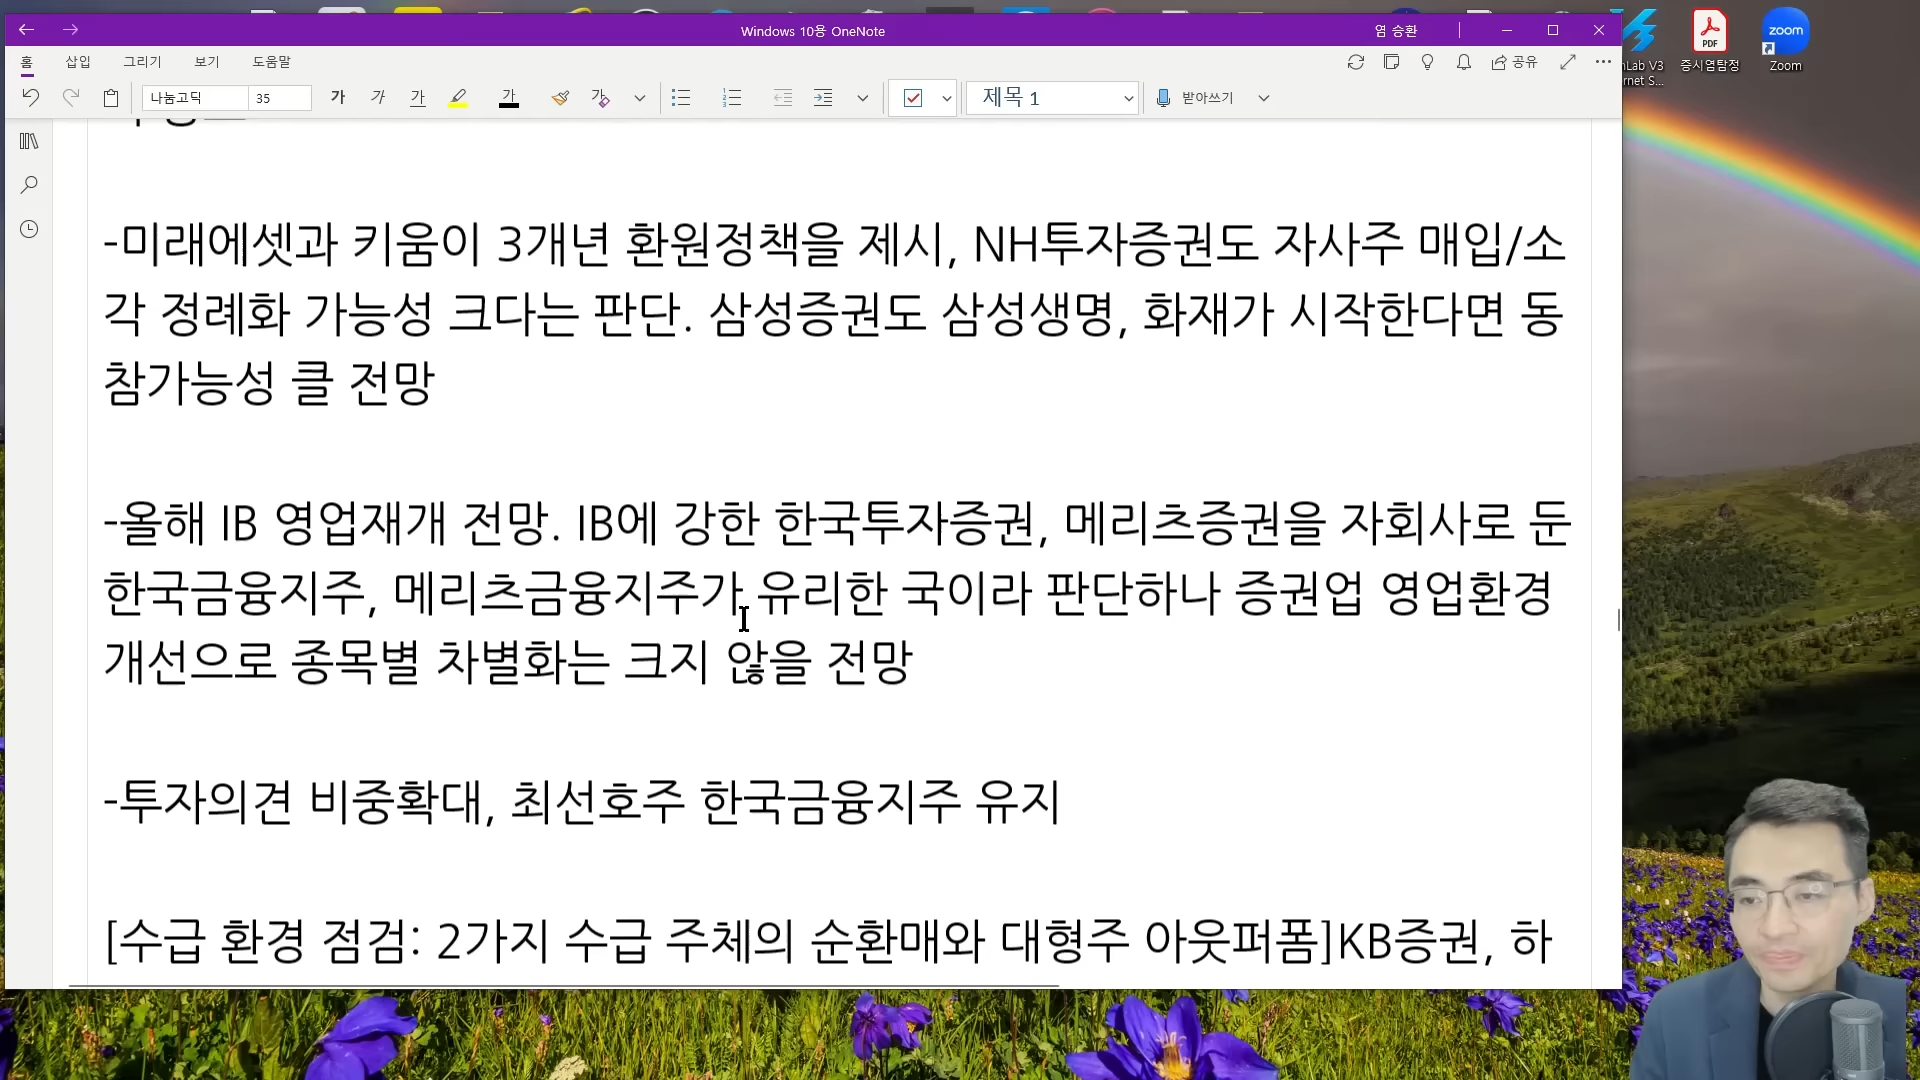 Windows 10용 OneNote
염 승환
홈 삽입 그리기 보기 도움말
공유
나눔고딕 35 가 가 가 가 제목 1 받아쓰기
-미래에셋과 키움이 3개년 환원정책을 제시, NH투자증권도 자사주 매입/소
각 정례화 가능성 크다는 판단. 삼성증권도 삼성생명, 화재가 시작한다면 동
참가능성 클 전망
-올해 IB 영업재개 전망. IB에 강한 한국투자증권, 메리츠증권을 자회사로 둔
한국금융지주, 메리츠금융지주가 유리한 국이라 판단하나 증권업 영업환경
개선으로 종목별 차별화는 크지 않을 전망
-투자의견 비중확대, 최선호주 한국금융지주 유지
[수급 환경 점검: 2가지 수급 주체의 순환매와 대형주 아웃퍼폼]KB증권, 하
PDF
증시염탐정
zoom
Zoom
V3